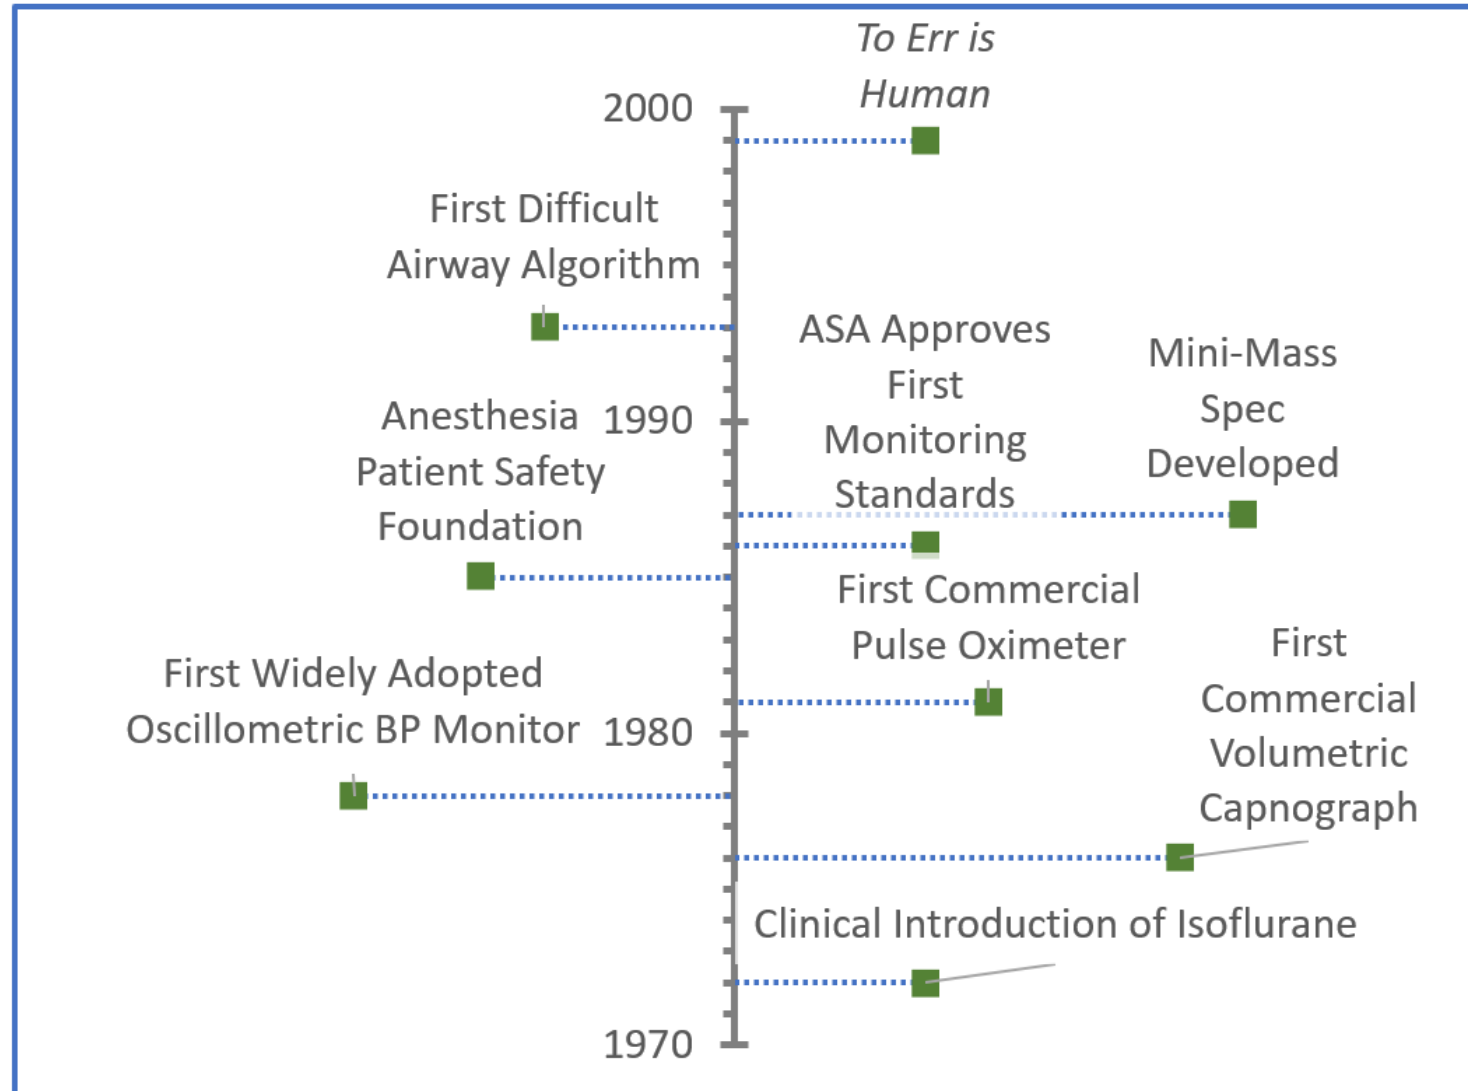 To Err is
Human
2000
First Difficult
Airway Algorithm
ASA Approves
First
Monitoring
Standards
Mini-Mass
Spec
Developed
1990
Anesthesia
Patient Safety
Foundation
First Commercial
Pulse Oximeter
First
Commercial
Volumetric
Capnograph
First Widely Adopted
Oscillometric BP Monitor
1980
Clinical Introduction of Isoflurane
1970